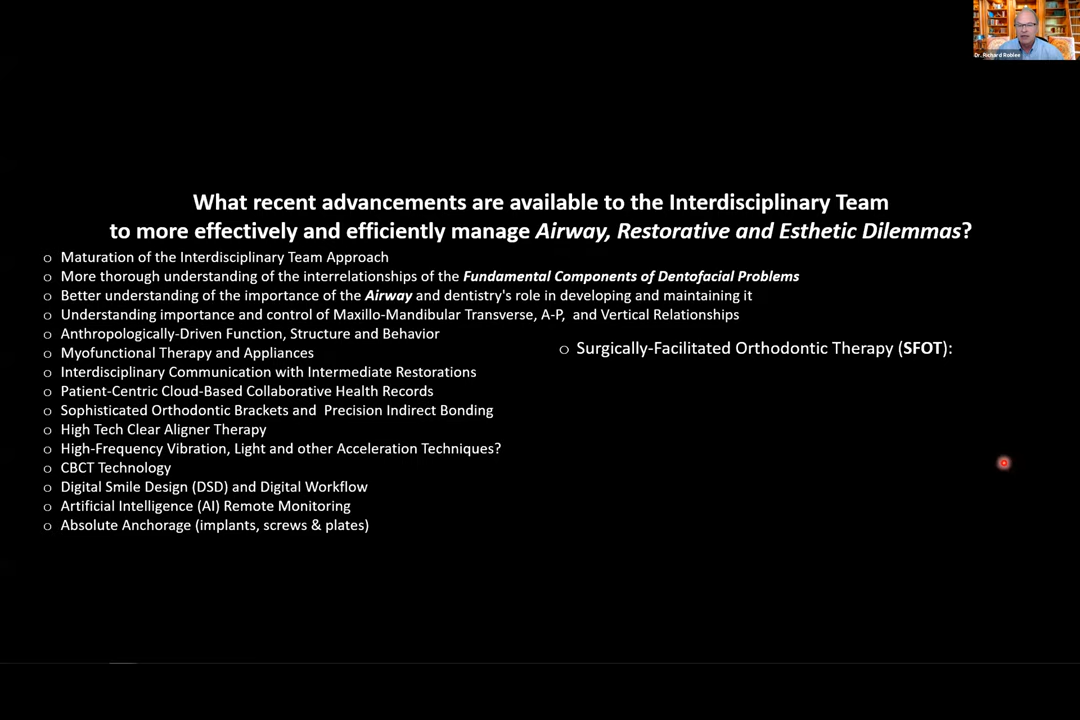 Dr. Richard Roblee
What recent advancements are available to the Interdisciplinary Team
to more effectively and efficiently manage Airway, Restorative and Esthetic Dilemmas?
o Maturation of the Interdisciplinary Team Approach
o More thorough understanding of the interrelationships of the Fundamental Components of Dentofacial Problems
o Better understanding of the importance of the Airway and dentistry's role in developing and maintaining it
o Understanding importance and control of Maxillo-Mandibular Transverse, A-P, and Vertical Relationships
o Anthropologically-Driven Function, Structure and Behavior
o Myofunctional Therapy and Appliances
o Interdisciplinary Communication with Intermediate Restorations
o Patient-Centric Cloud-Based Collaborative Health Records
o Sophisticated Orthodontic Brackets and Precision Indirect Bonding
o High Tech Clear Aligner Therapy
o High-Frequency Vibration, Light and other Acceleration Techniques?
o CBCT Technology
o Digital Smile Design (DSD) and Digital Workflow
o Artificial Intelligence (AI) Remote Monitoring
o Absolute Anchorage (implants, screws & plates)
o Surgically-Facilitated Orthodontic Therapy (SFOT):